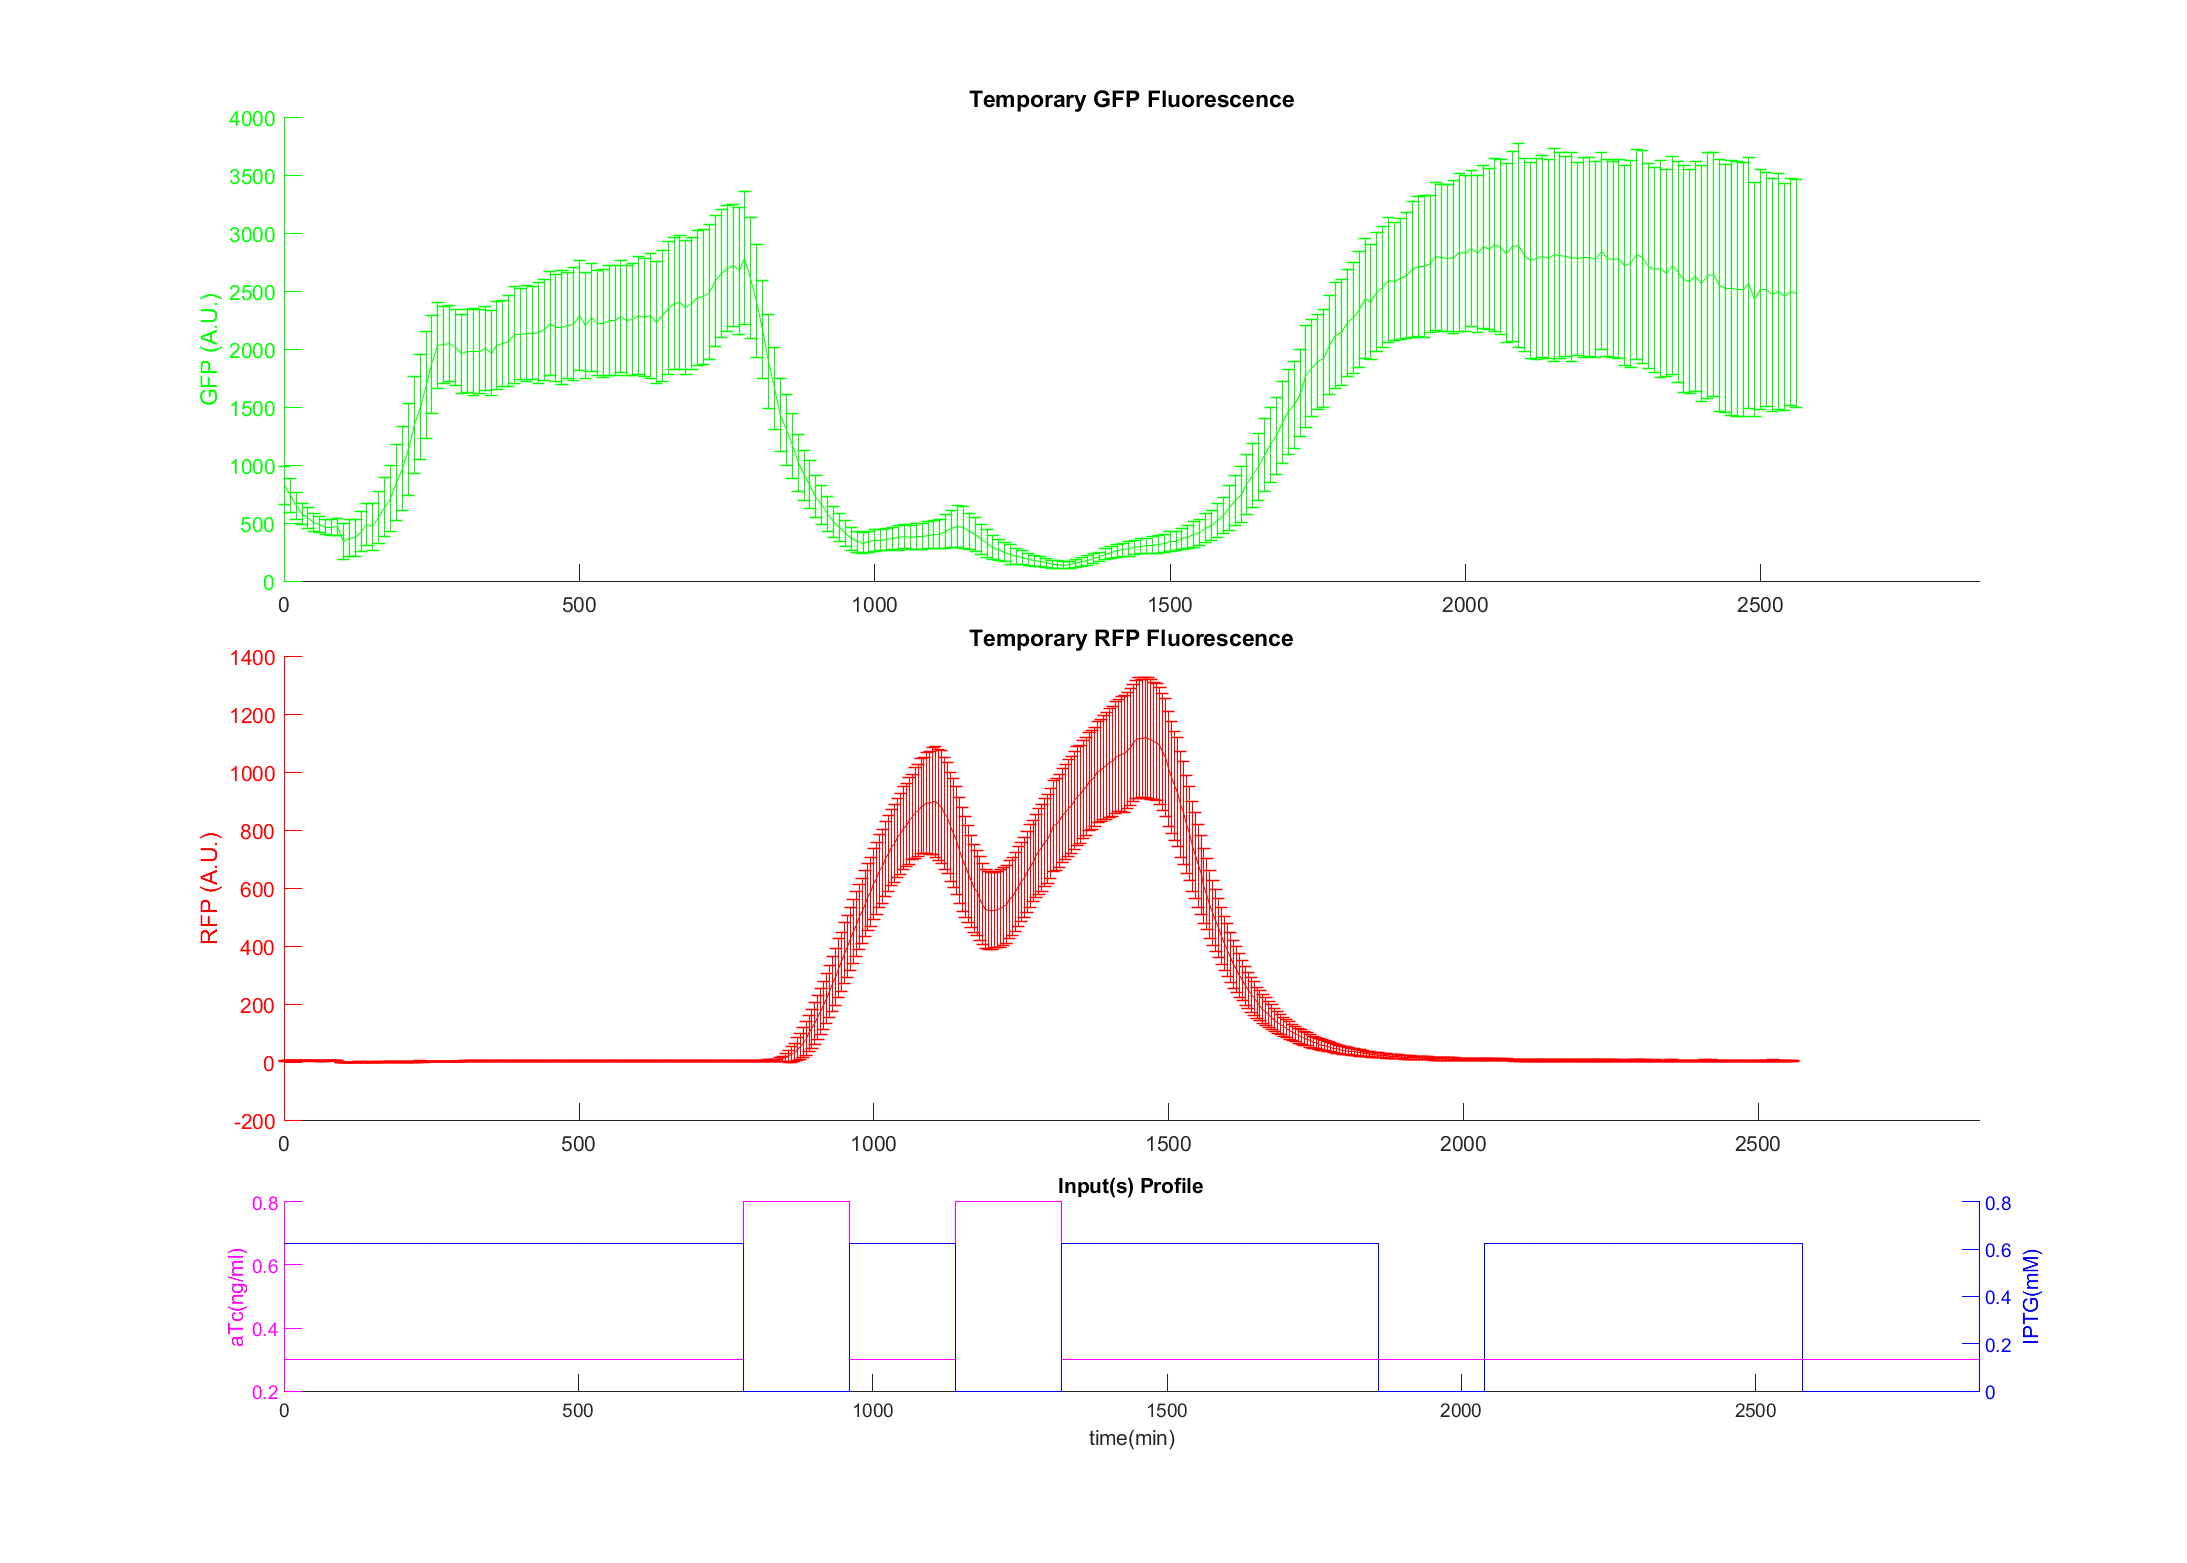 Temporary GFP Fluorescence
4000
3500
3000
2500
2000
1500
1000
500
0
GFP (A.U.)
0 500 1000 1500 2000 2500
Temporary RFP Fluorescence
1400
1200
1000
800
600
400
200
0
-200
RFP (A.U.)
0 500 1000 1500 2000 2500
Input(s) Profile
0.8
0.6
0.4
0.2
aTc(ng/ml)
0.8
0.6
0.4
0.2
0
IPTG(mM)
0 500 1000 1500 2000 2500
time(min)